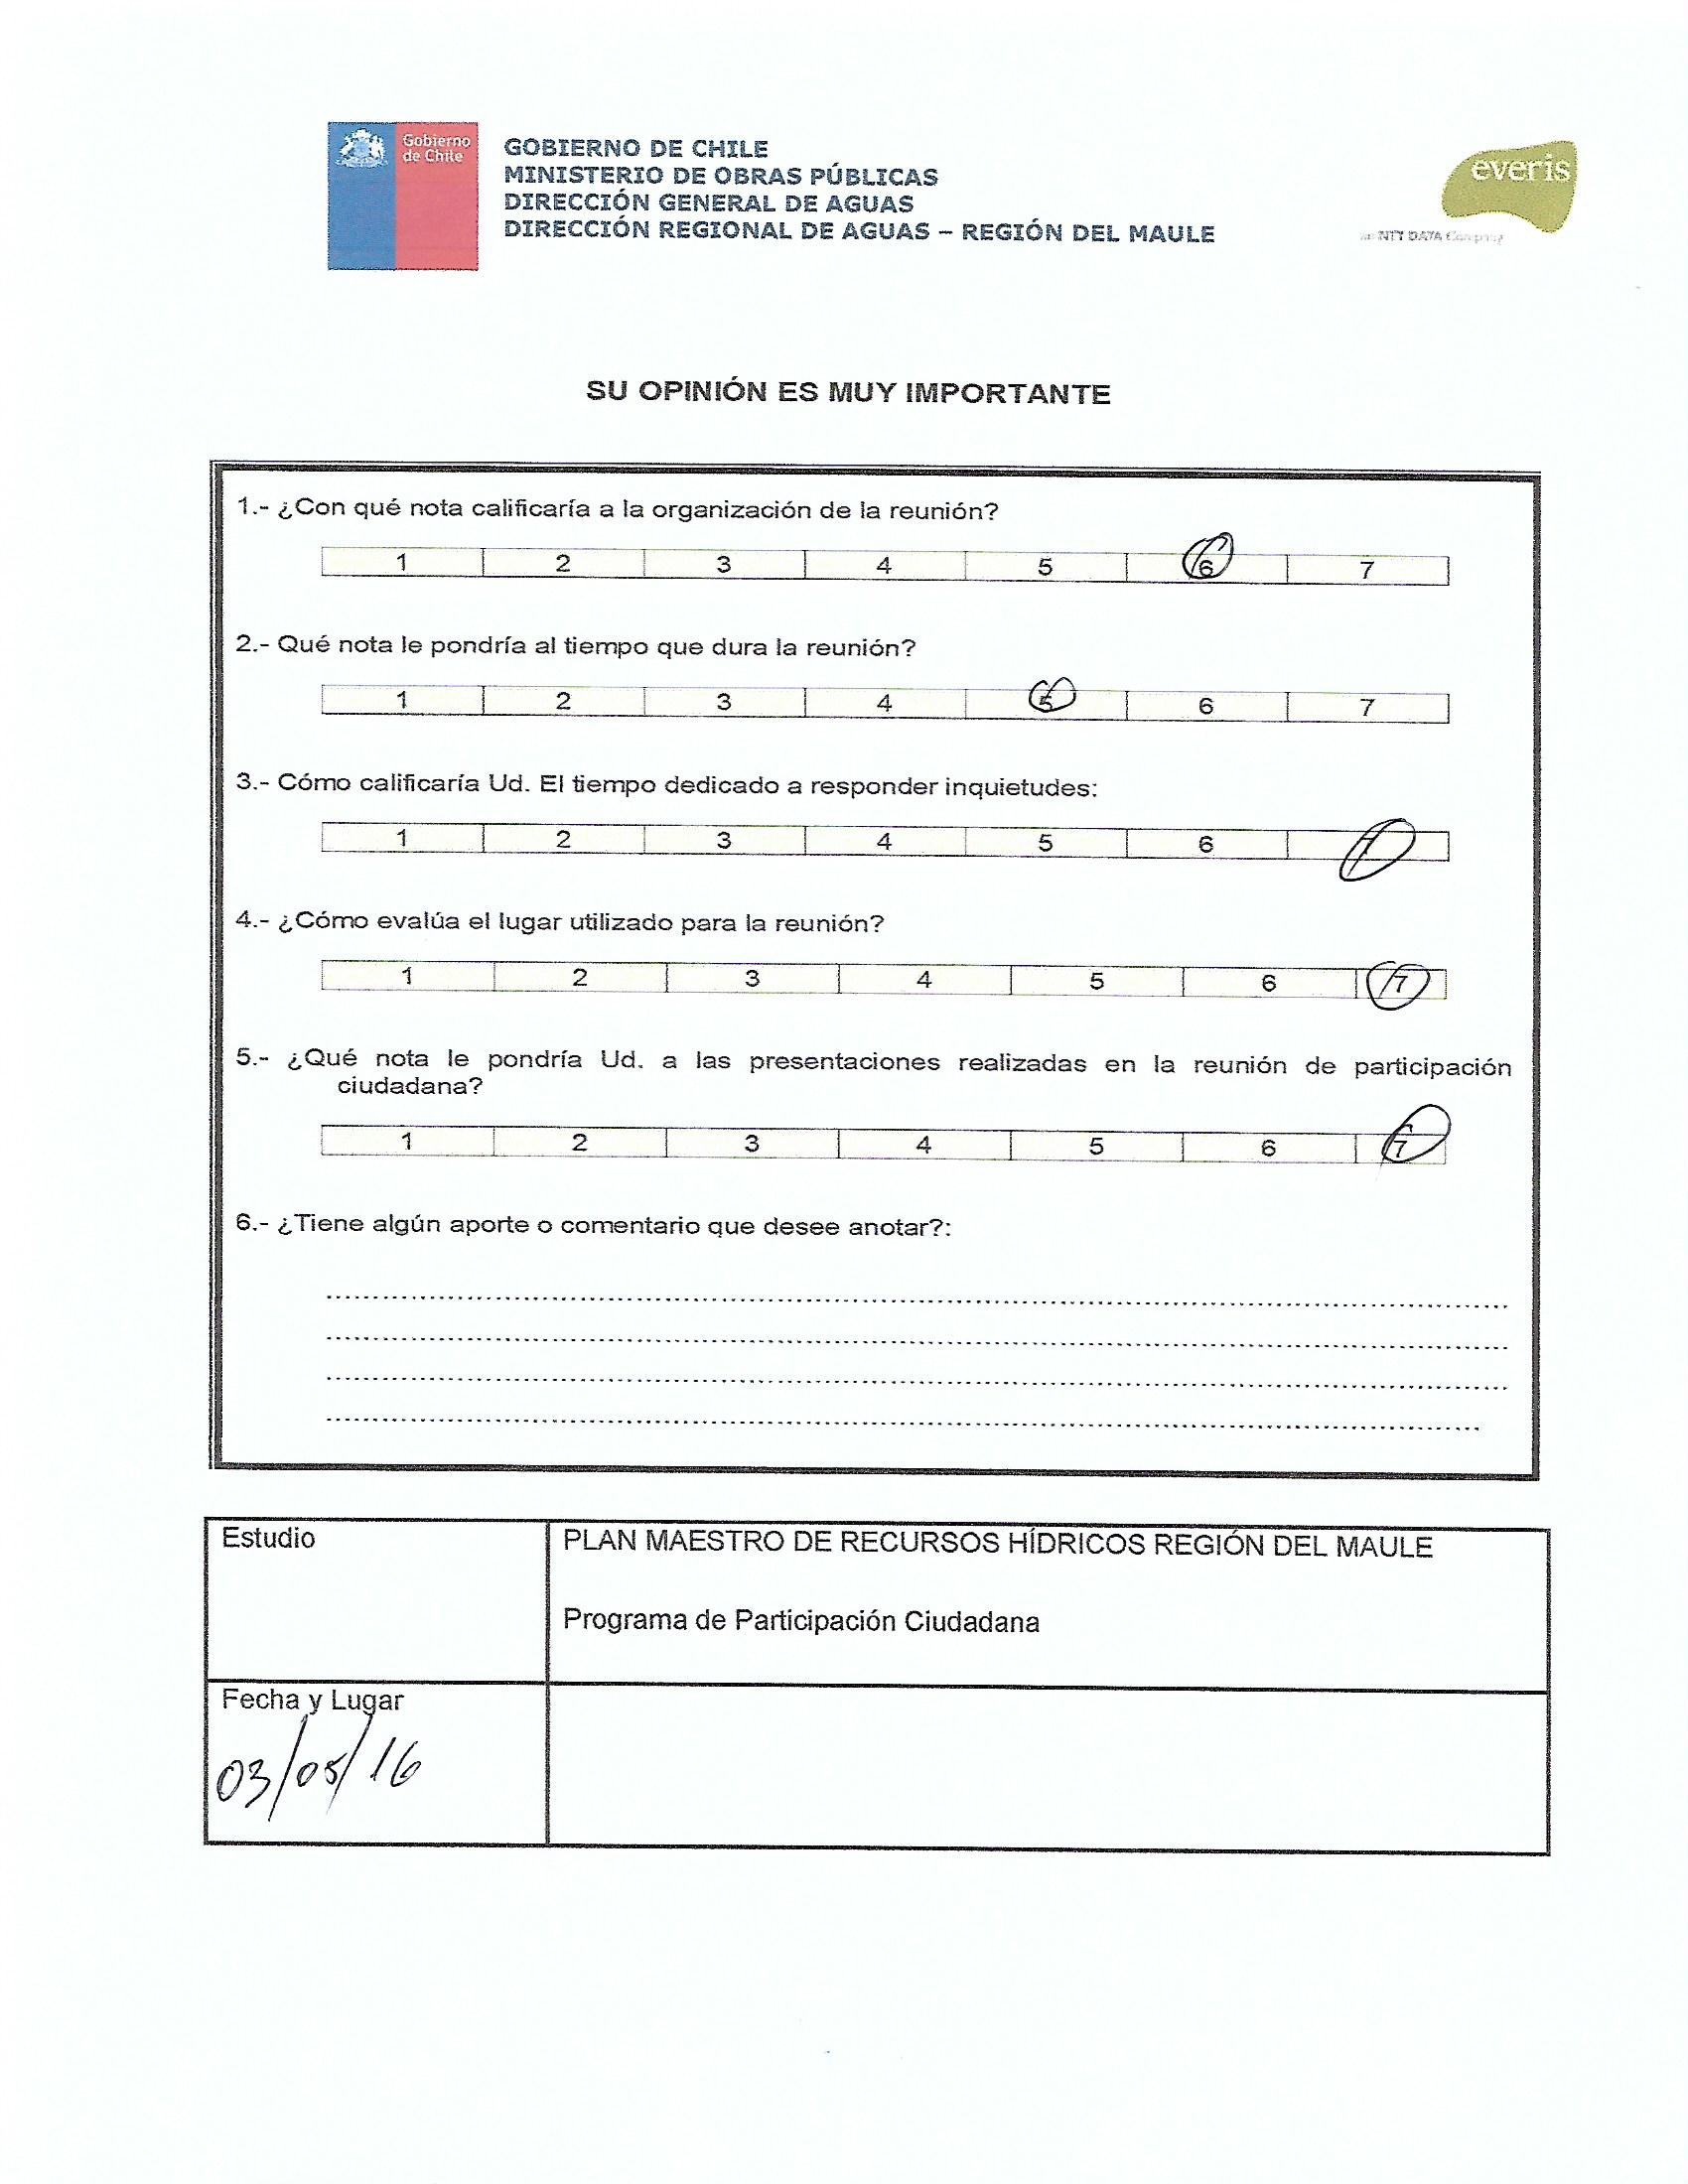 Gobierno
de Chile
GOBIERNO DE CHILE
MINISTERIO DE OBRAS PÚBLICAS
DIRECCIÓN GENERAL DE AGUAS
DIRECCIÓN REGIONAL DE AGUAS – REGIÓN DEL MAULE
everis
an NTT DATA Company
SU OPINIÓN ES MUY IMPORTANTE
1.- ¿Con qué nota calificaría a la organización de la reunión?
1 2 3 4 5 6 7
2.- Qué nota le pondría al tiempo que dura la reunión?
1 2 3 4 5 6 7
3.- Cómo calificaría Ud. El tiempo dedicado a responder inquietudes:
1 2 3 4 5 6 7
4.- ¿Cómo evalúa el lugar utilizado para la reunión?
1 2 3 4 5 6 7
5.- ¿Qué nota le pondría Ud. a las presentaciones realizadas en la reunión de participación
ciudadana?
1 2 3 4 5 6 7
6.- ¿Tiene algún aporte o comentario que desee anotar?:
Estudio
PLAN MAESTRO DE RECURSOS HÍDRICOS REGIÓN DEL MAULE
Programa de Participación Ciudadana
Fecha y Lugar
03/05/16